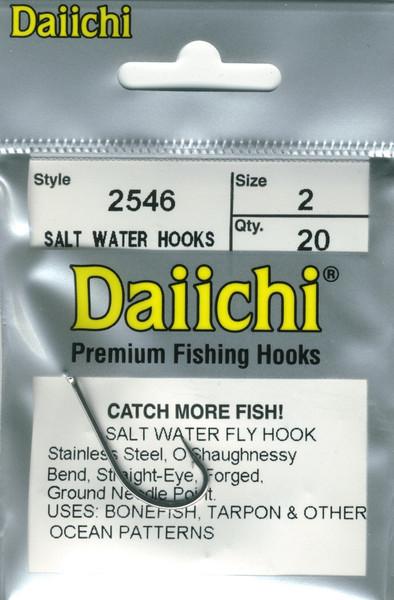 Daiichi
Style 2546 Size 2
SALT WATER HOOKS Qty. 20
Daiichi®
Premium Fishing Hooks
CATCH MORE FISH!
SALT WATER FLY HOOK
Stainless Steel, O'Shaughnessy
Bend, Straight-Eye, Forged,
Ground Needle Point.
USES: BONEFISH, TARPON & OTHER
OCEAN PATTERNS